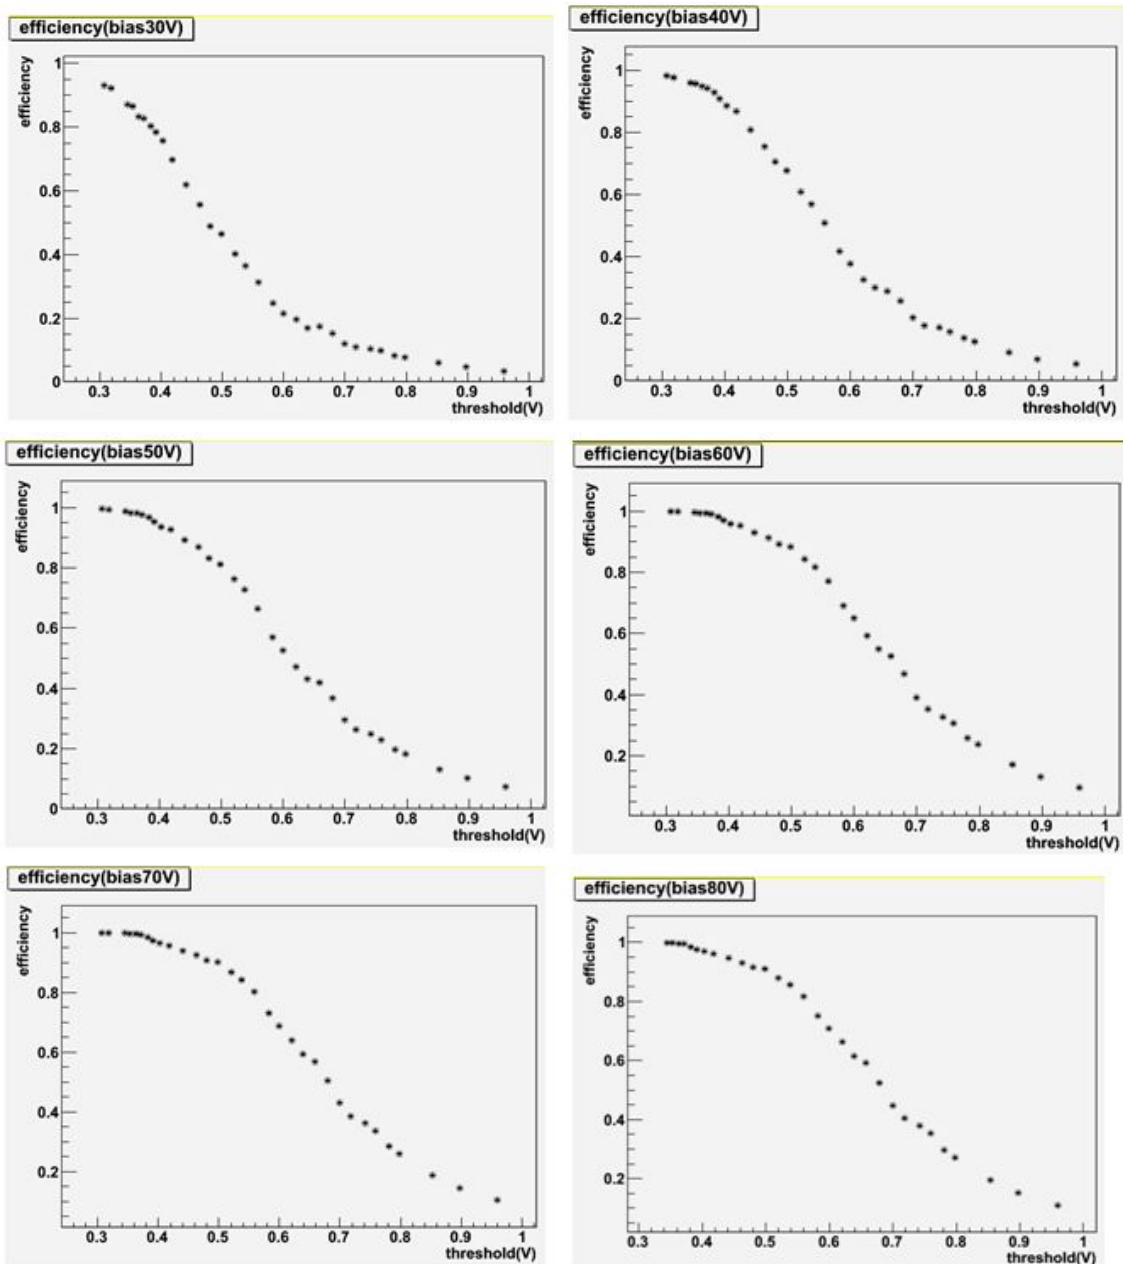 efficiency(bias30V)
efficiency
1
0.8
0.6
0.4
0.2
0
0.3 0.4 0.5 0.6 0.7 0.8 0.9 1
threshold(V)
efficiency(bias40V)
efficiency
1
0.8
0.6
0.4
0.2
0
0.3 0.4 0.5 0.6 0.7 0.8 0.9 1
threshold(V)
efficiency(bias50V)
efficiency
1
0.8
0.6
0.4
0.2
0
0.3 0.4 0.5 0.6 0.7 0.8 0.9 1
threshold(V)
efficiency(bias60V)
efficiency
1
0.8
0.6
0.4
0.2
0.3 0.4 0.5 0.6 0.7 0.8 0.9 1
threshold(V)
efficiency(bias70V)
efficiency
1
0.8
0.6
0.4
0.2
0.3 0.4 0.5 0.6 0.7 0.8 0.9 1
threshold(V)
efficiency(bias80V)
efficiency
1
0.8
0.6
0.4
0.2
0.3 0.4 0.5 0.6 0.7 0.8 0.9 1
threshold(V)